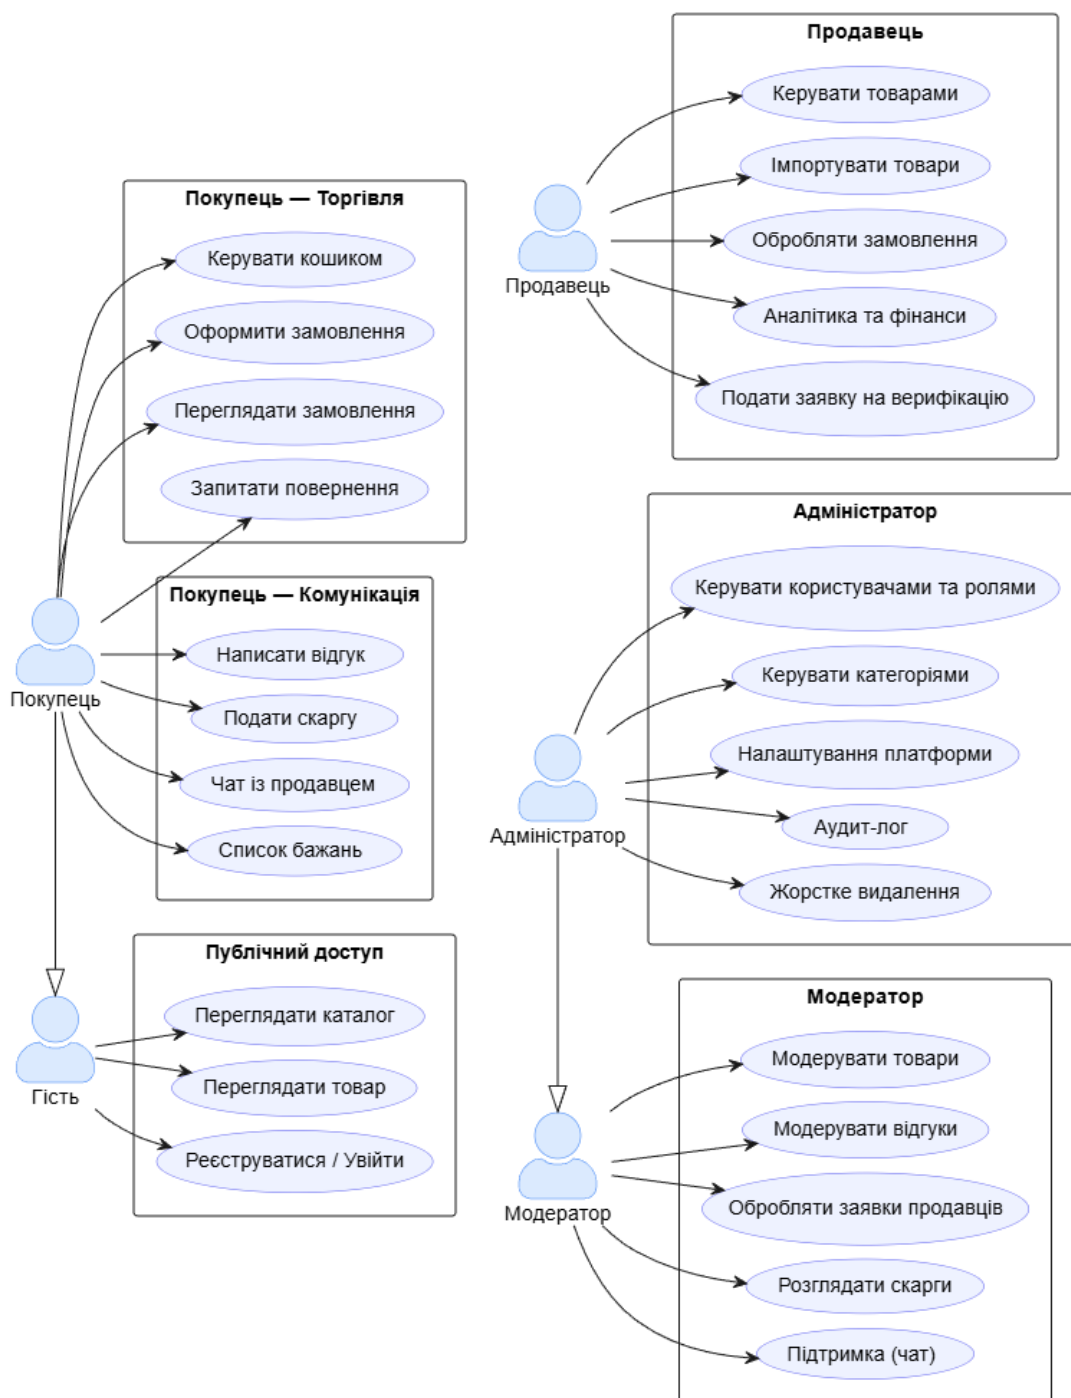 Покупець — Торгівля
Керувати кошиком
Оформити замовлення
Переглядати замовлення
Запитати повернення
Покупець
Покупець — Комунікація
Написати відгук
Подати скаргу
Чат із продавцем
Список бажань
Публічний доступ
Переглядати каталог
Переглядати товар
Реєструватися / Увійти
Гість
Продавець
Керувати товарами
Імпортувати товари
Обробляти замовлення
Аналітика та фінанси
Подати заявку на верифікацію
Продавець
Адміністратор
Керувати користувачами та ролями
Керувати категоріями
Налаштування платформи
Аудит-лог
Жорстке видалення
Адміністратор
Модератор
Модерувати товари
Модерувати відгуки
Обробляти заявки продавців
Розглядати скарги
Підтримка (чат)
Модератор